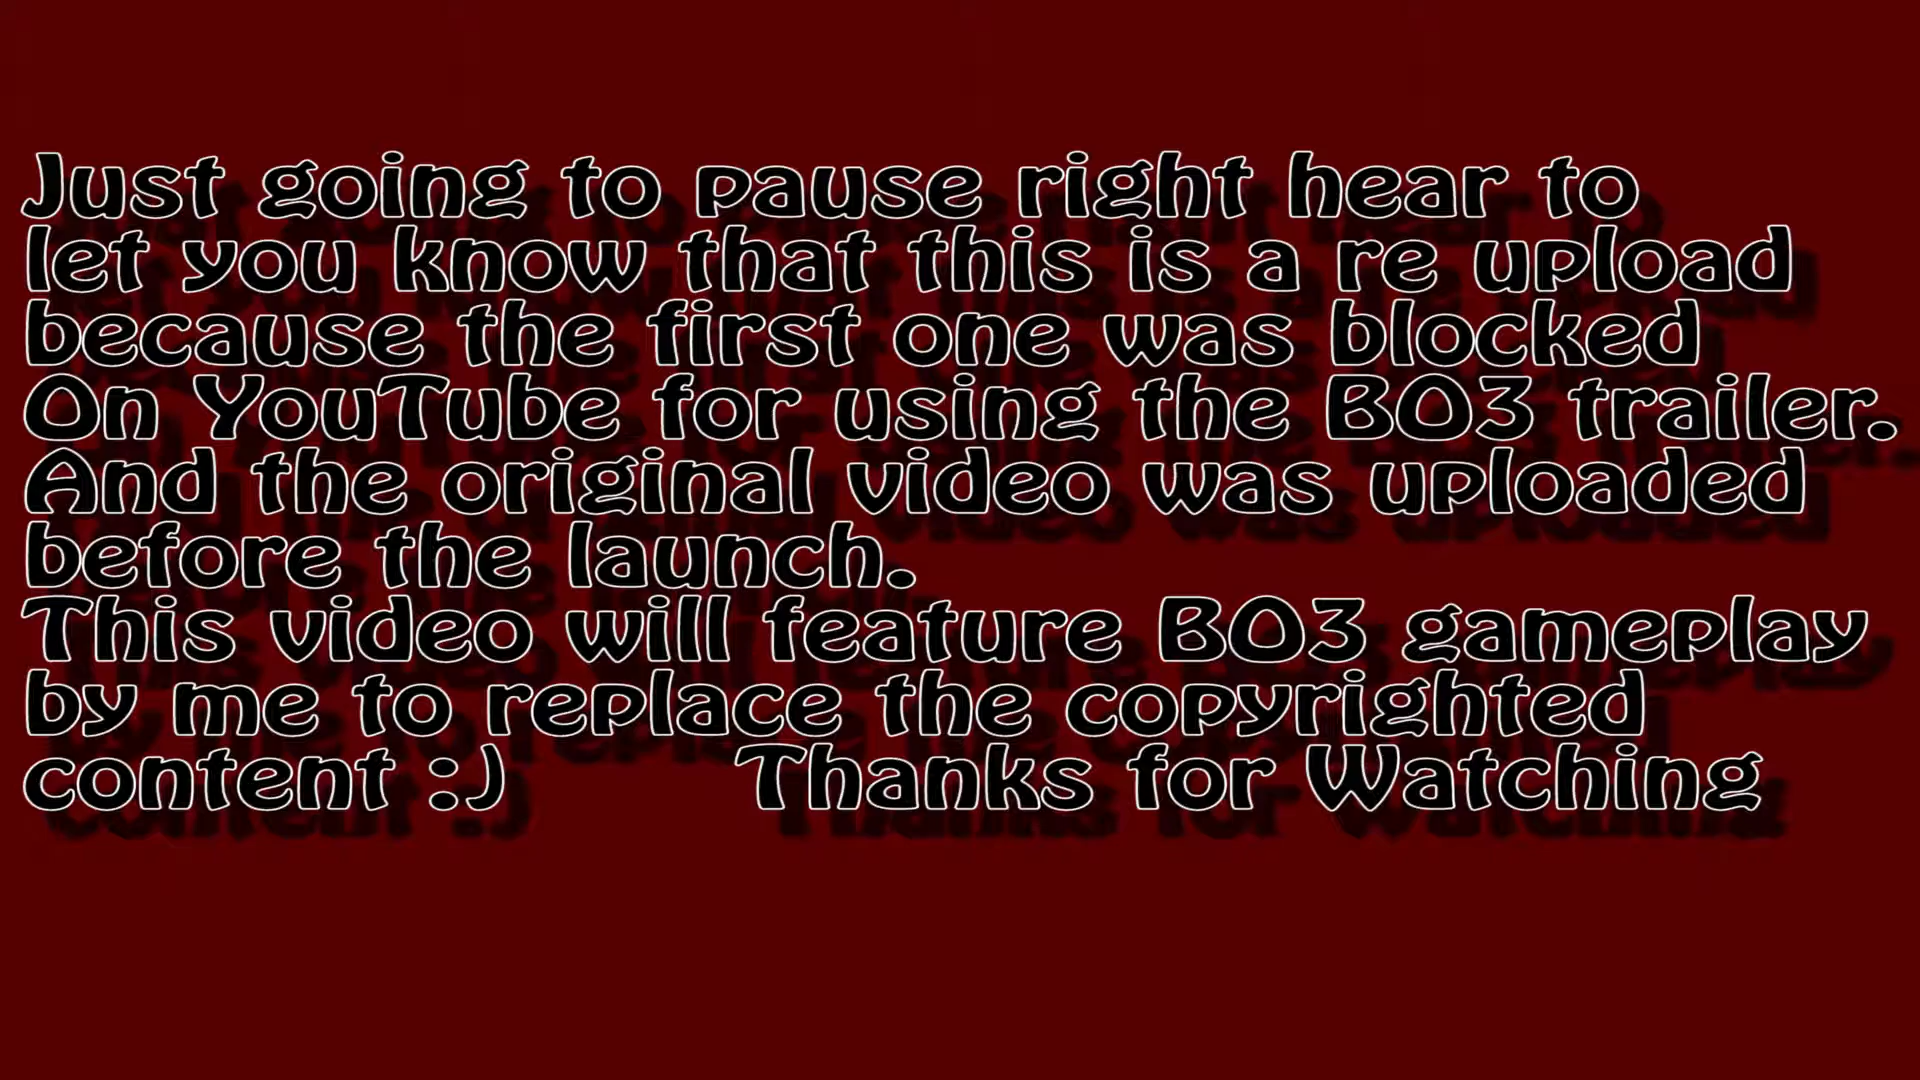 Just going to pause right hear to
let you know that this is a re upload
because the first one was blocked
On YouTube for using the BO3 trailer.
And the original video was uploaded
before the launch.
This video will feature BO3 gameplay
by me to replace the copyrighted
content :) Thanks for Watching